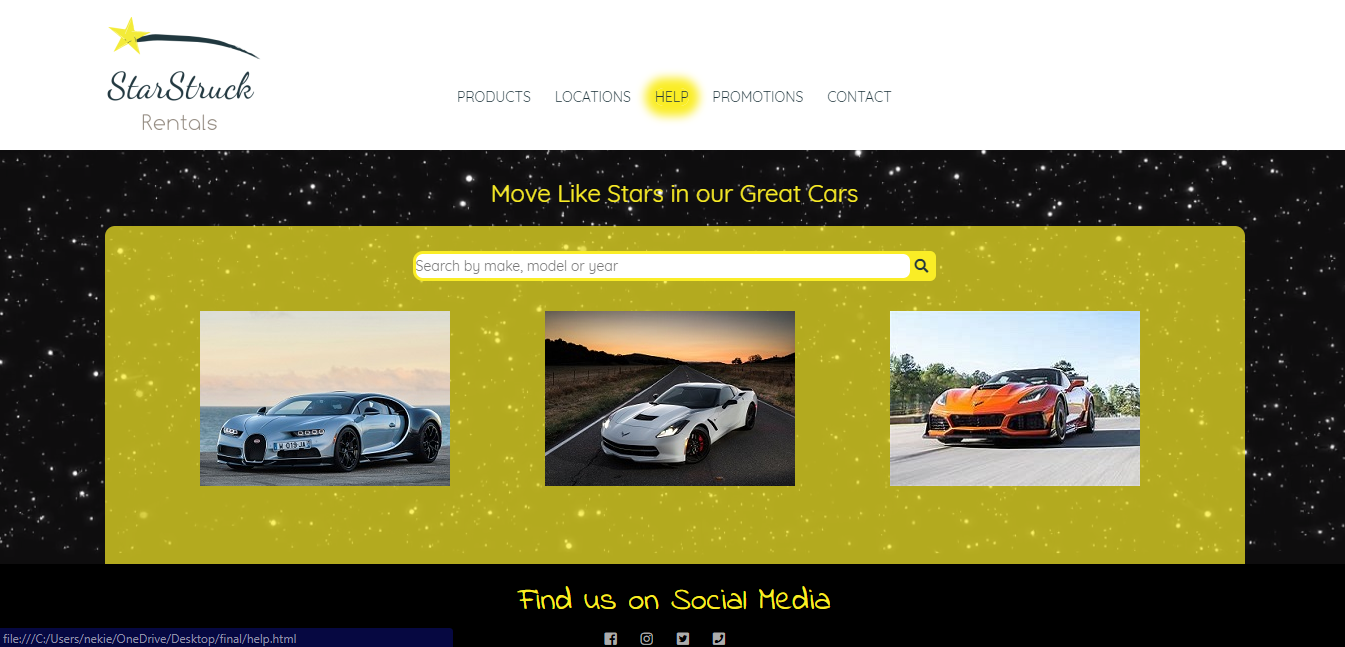 StarStruck
Rentals
PRODUCTS LOCATIONS HELP PROMOTIONS CONTACT
Move Like Stars in our Great Cars
Search by make, model or year
Find us on Social Media
file:///C:/Users/nekie/OneDrive/Desktop/final/help.html